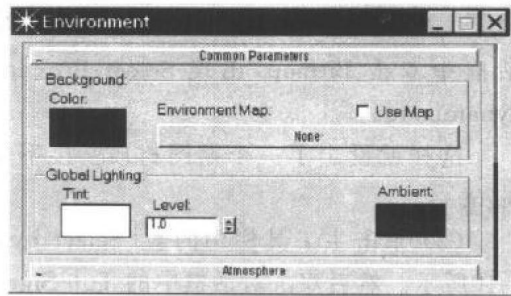 Environment
Common Parameters
Background:
Color:
Environment Map:
Use Map
None
Global Lighting:
Tint:
Level:
1.0
Ambient:
Atmosphere